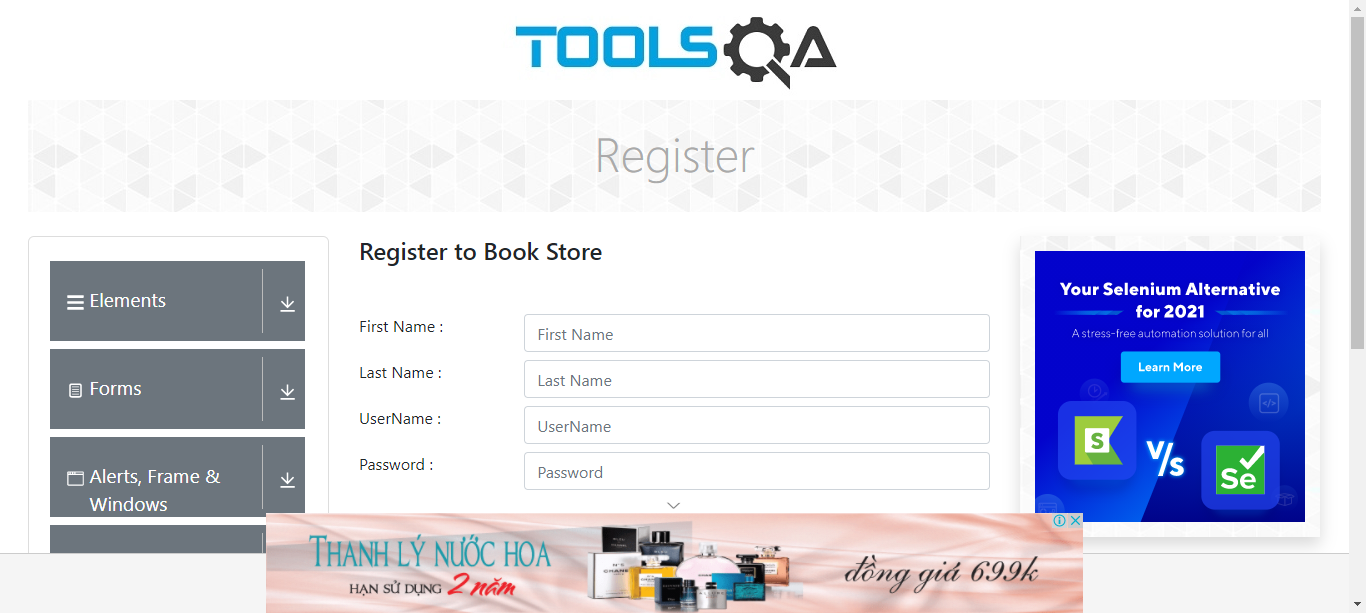 TOOLSQA
Register
Elements
Forms
Alerts, Frame &
Windows
Register to Book Store
First Name :
First Name
Last Name :
Last Name
UserName :
UserName
Password :
Password
Your Selenium Alternative
for 2021
A stress-free automation solution for all
Learn More
S
V/s
Se
THANH LÝ NƯỚC HOA
HẠN SỬ DỤNG 2 năm
đồng giá 699k